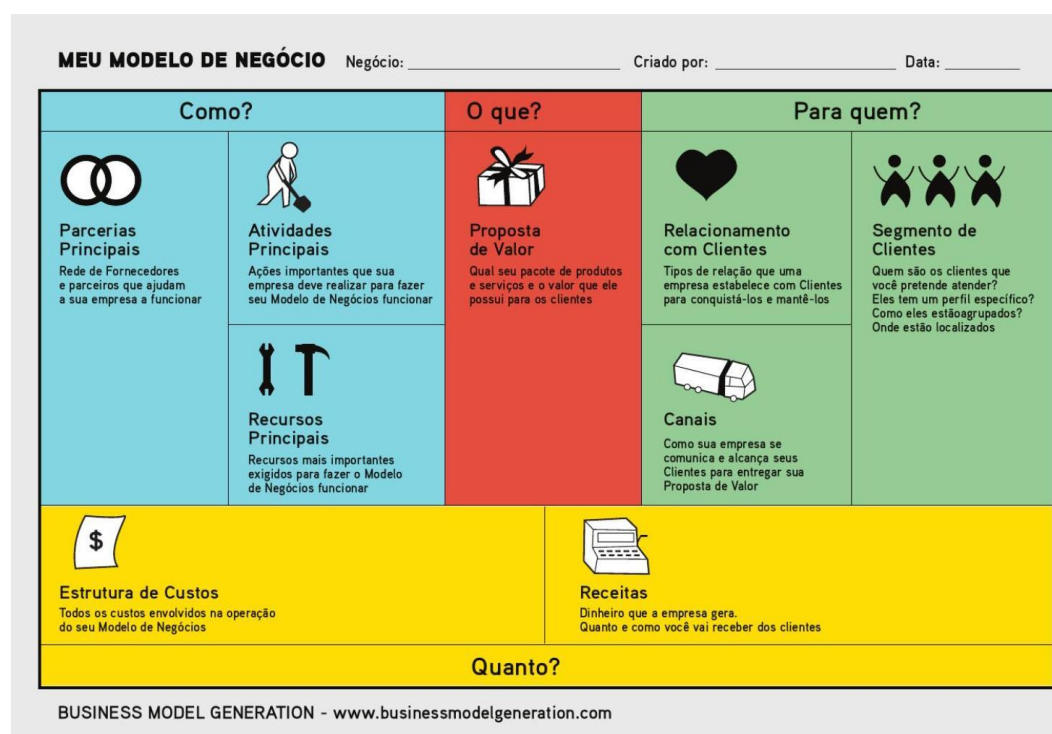 MEU MODELO DE NEGÓCIO Negócio: Criado por: Data:
Como?
O que?
Para quem?
Parcerias
Principais
Rede de Fornecedores
e parceiros que ajudam
a sua empresa a funcionar
Atividades
Principais
Ações importantes que sua
empresa deve realizar para fazer
seu Modelo de Negócios funcionar
Recursos
Principais
Recursos mais importantes
exigidos para fazer o Modelo
de Negócios funcionar
Proposta
de Valor
Qual seu pacote de produtos
e serviços e o valor que ele
possui para os clientes
Relacionamento
com Clientes
Tipos de relação que uma
empresa estabelece com Clientes
para conquistá-los e mantê-los
Canais
Como sua empresa se
comunica e alcança seus
Clientes para entregar sua
Proposta de Valor
Segmento de
Clientes
Quem são os clientes que
você pretende atender?
Eles tem um perfil específico?
Como eles estãoagrupados?
Onde estão localizados
$
Estrutura de Custos
Todos os custos envolvidos na operação
do seu Modelo de Negócios
Receitas
Dinheiro que a empresa gera.
Quanto e como você vai receber dos clientes
Quanto?
BUSINESS MODEL GENERATION - www.businessmodelgeneration.com